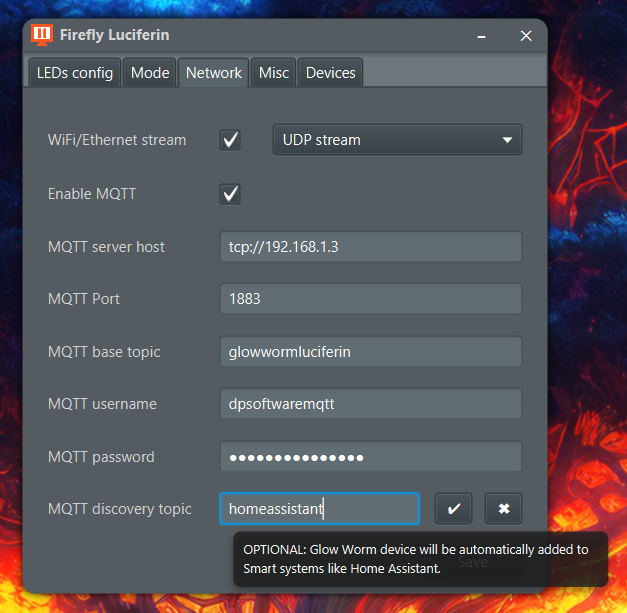 Firefly Luciferin
LEDs config Mode Network Misc Devices
WiFi/Ethernet stream UDP stream
Enable MQTT
MQTT server host tcp://192.168.1.3
MQTT Port 1883
MQTT base topic glowwormluciferin
MQTT username dpsoftwaremqtt
MQTT password ●●●●●●●●●●●●●●●
MQTT discovery topic homeassistant
OPTIONAL: Glow Worm device will be automatically added to
Smart systems like Home Assistant.
Save